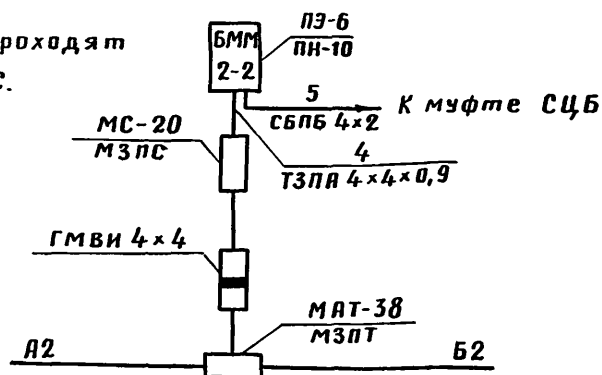 роходят
с.
БММ
2-2
ПЭ-6
ПН-10
5
СБПБ 4×2
К муфте СЦБ
МС-20
МЗПС
4
ТЗПА 4×4×0,9
ГМВИ 4×4
МАТ-38
МЗПТ
А2
Б2